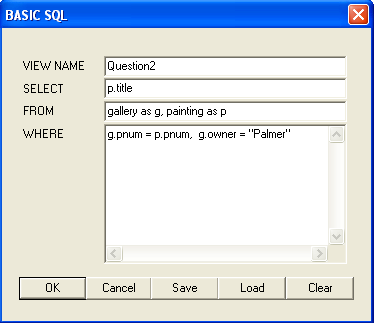 BASIC SQL
VIEW NAME Question2
SELECT p.title
FROM gallery as g, painting as p
WHERE g.pnum = p.pnum, g.owner = "Palmer"
OK Cancel Save Load Clear